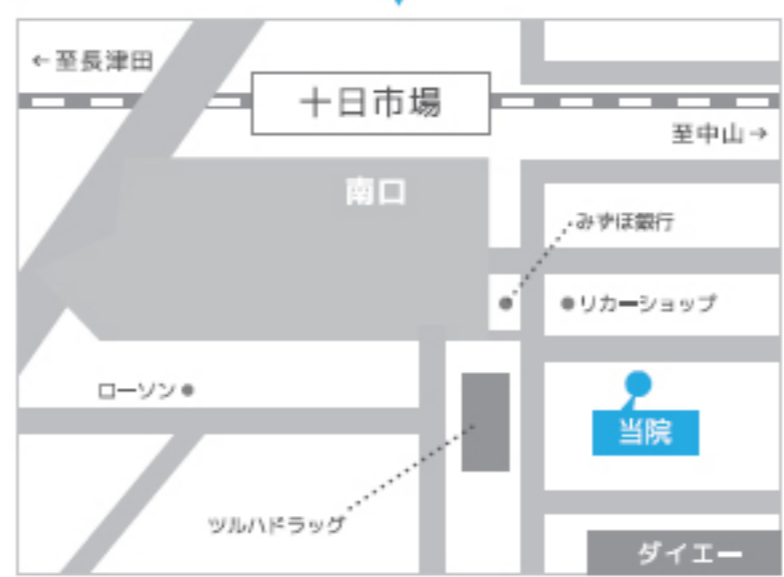 ←至長津田
十日市場
至中山→
南口
みずほ銀行
リカーショップ
ローソン
当院
ツルハドラッグ
ダイエー